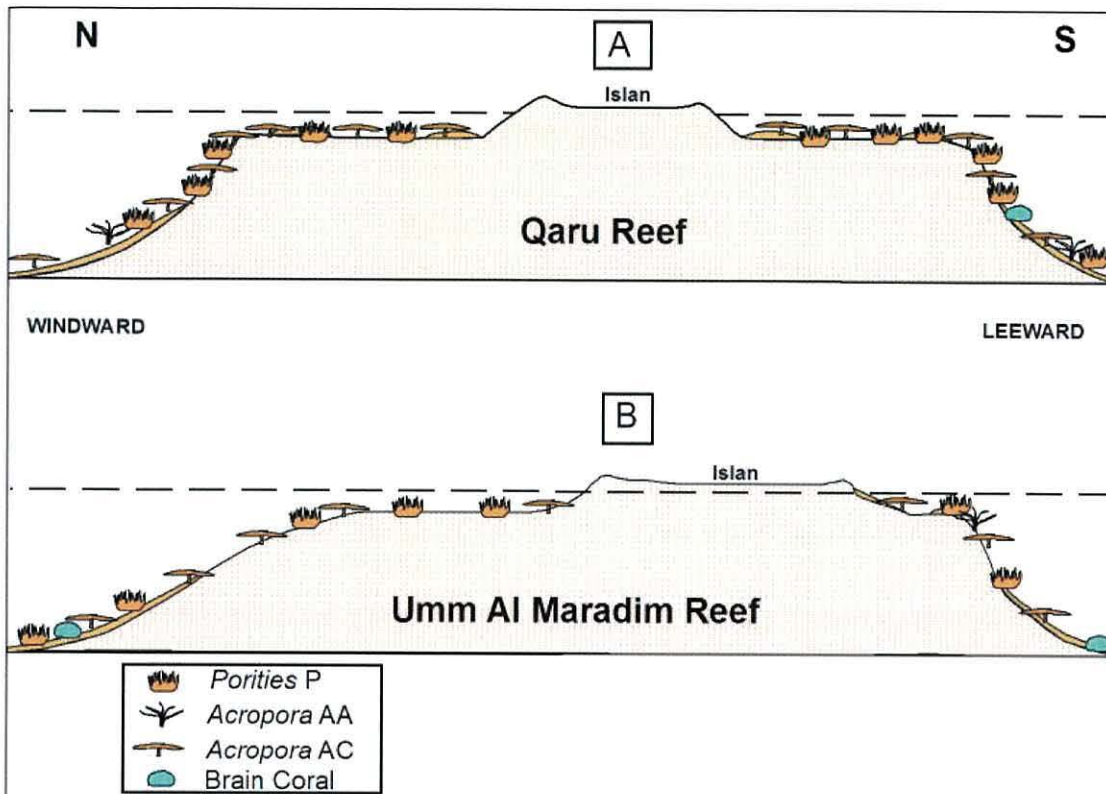 N
S
A
Islan
Qaru Reef
WINDWARD
LEEWARD
B
Islan
Umm Al Maradim Reef
Porities P
Acropora AA
Acropora AC
Brain Coral